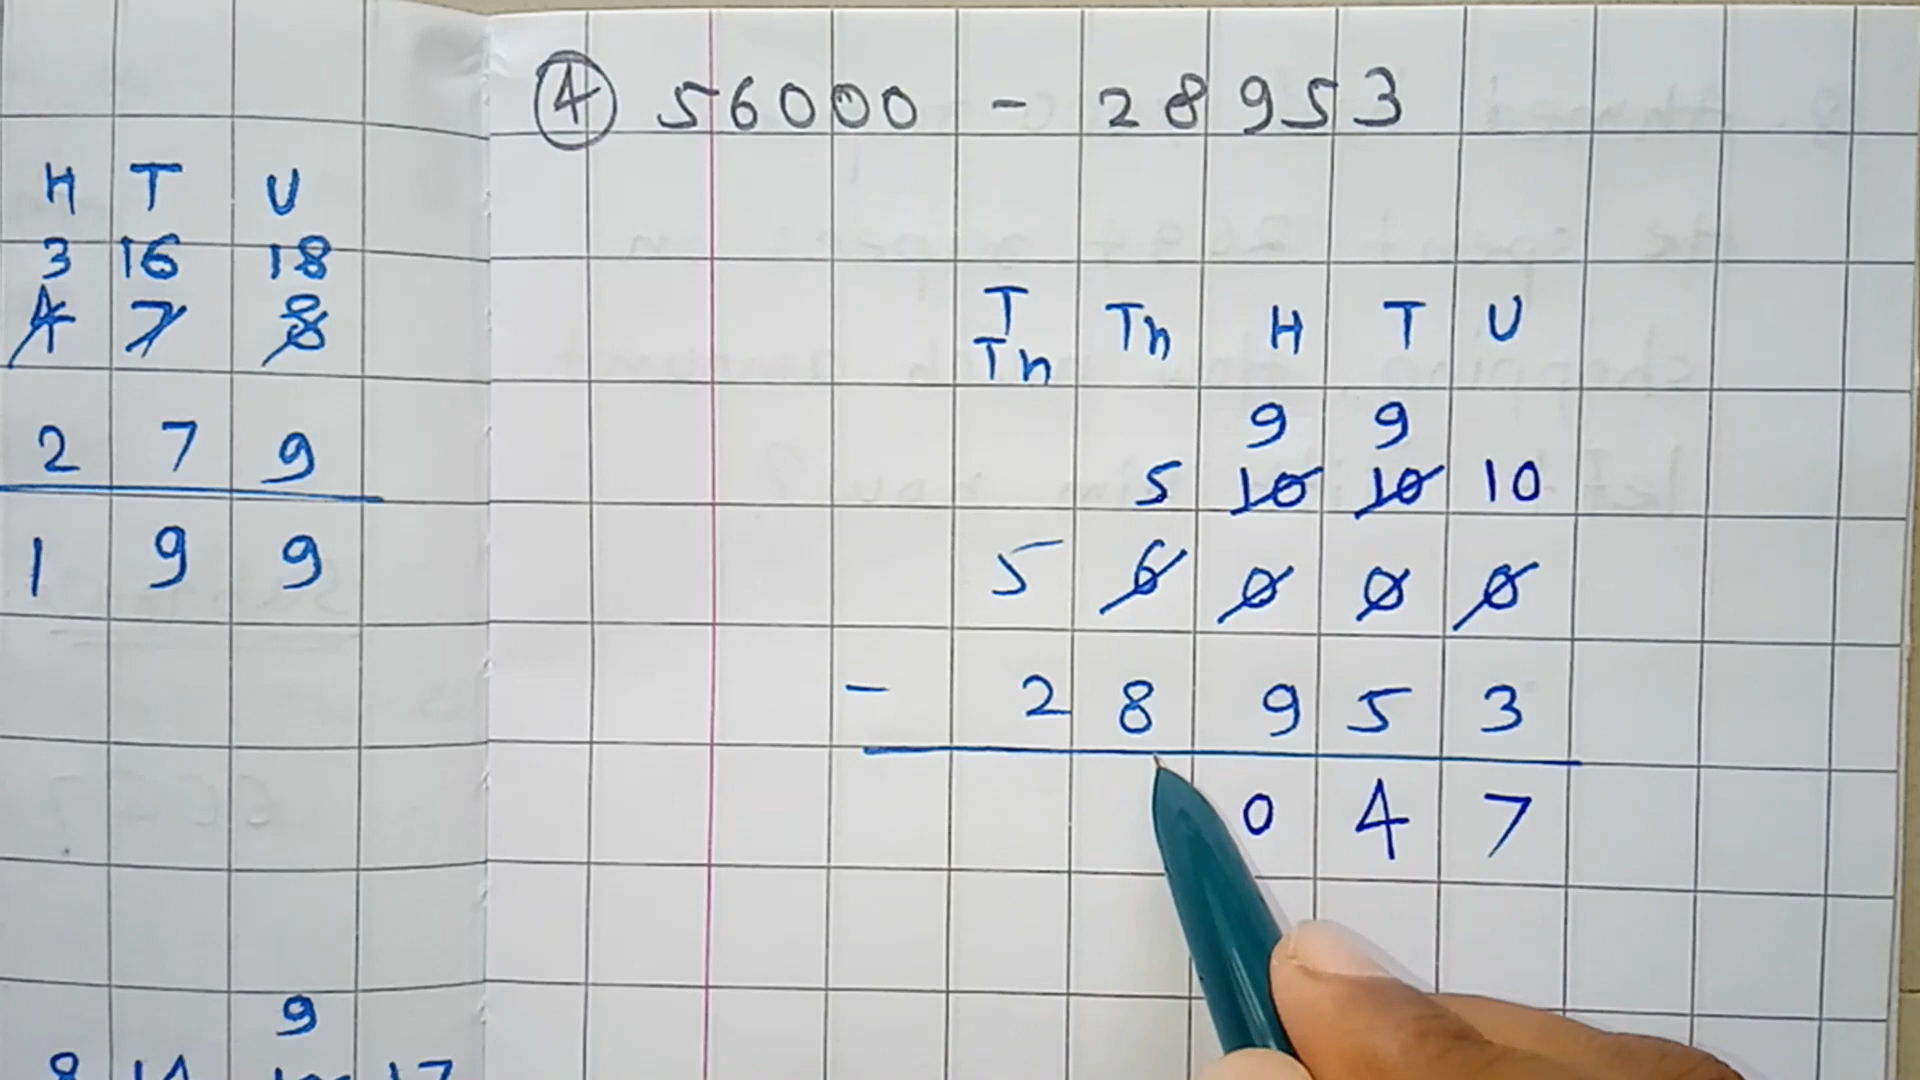 H T U
3 16 18
4 7 8
2 7 9
1 9 9
9
④ 56000 - 28953
T Th Th H T U
9 9
5 10 10 10
5 6 0 0 0
- 2 8 9 5 3
0 4 7